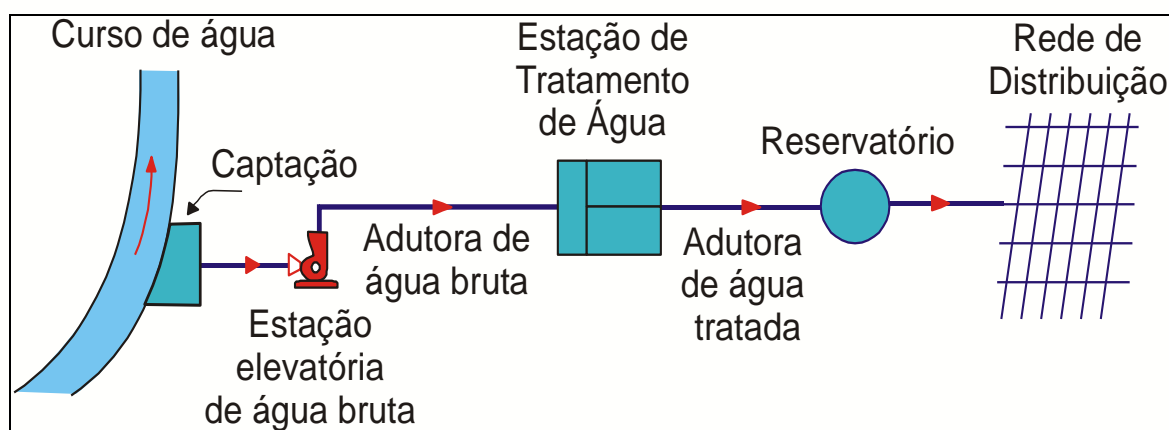 Curso de água
Captação
Estação
elevatória
de água bruta
Adutora de
água bruta
Estação de
Tratamento
de Água
Adutora
de água
tratada
Reservatório
Rede de
Distribuição